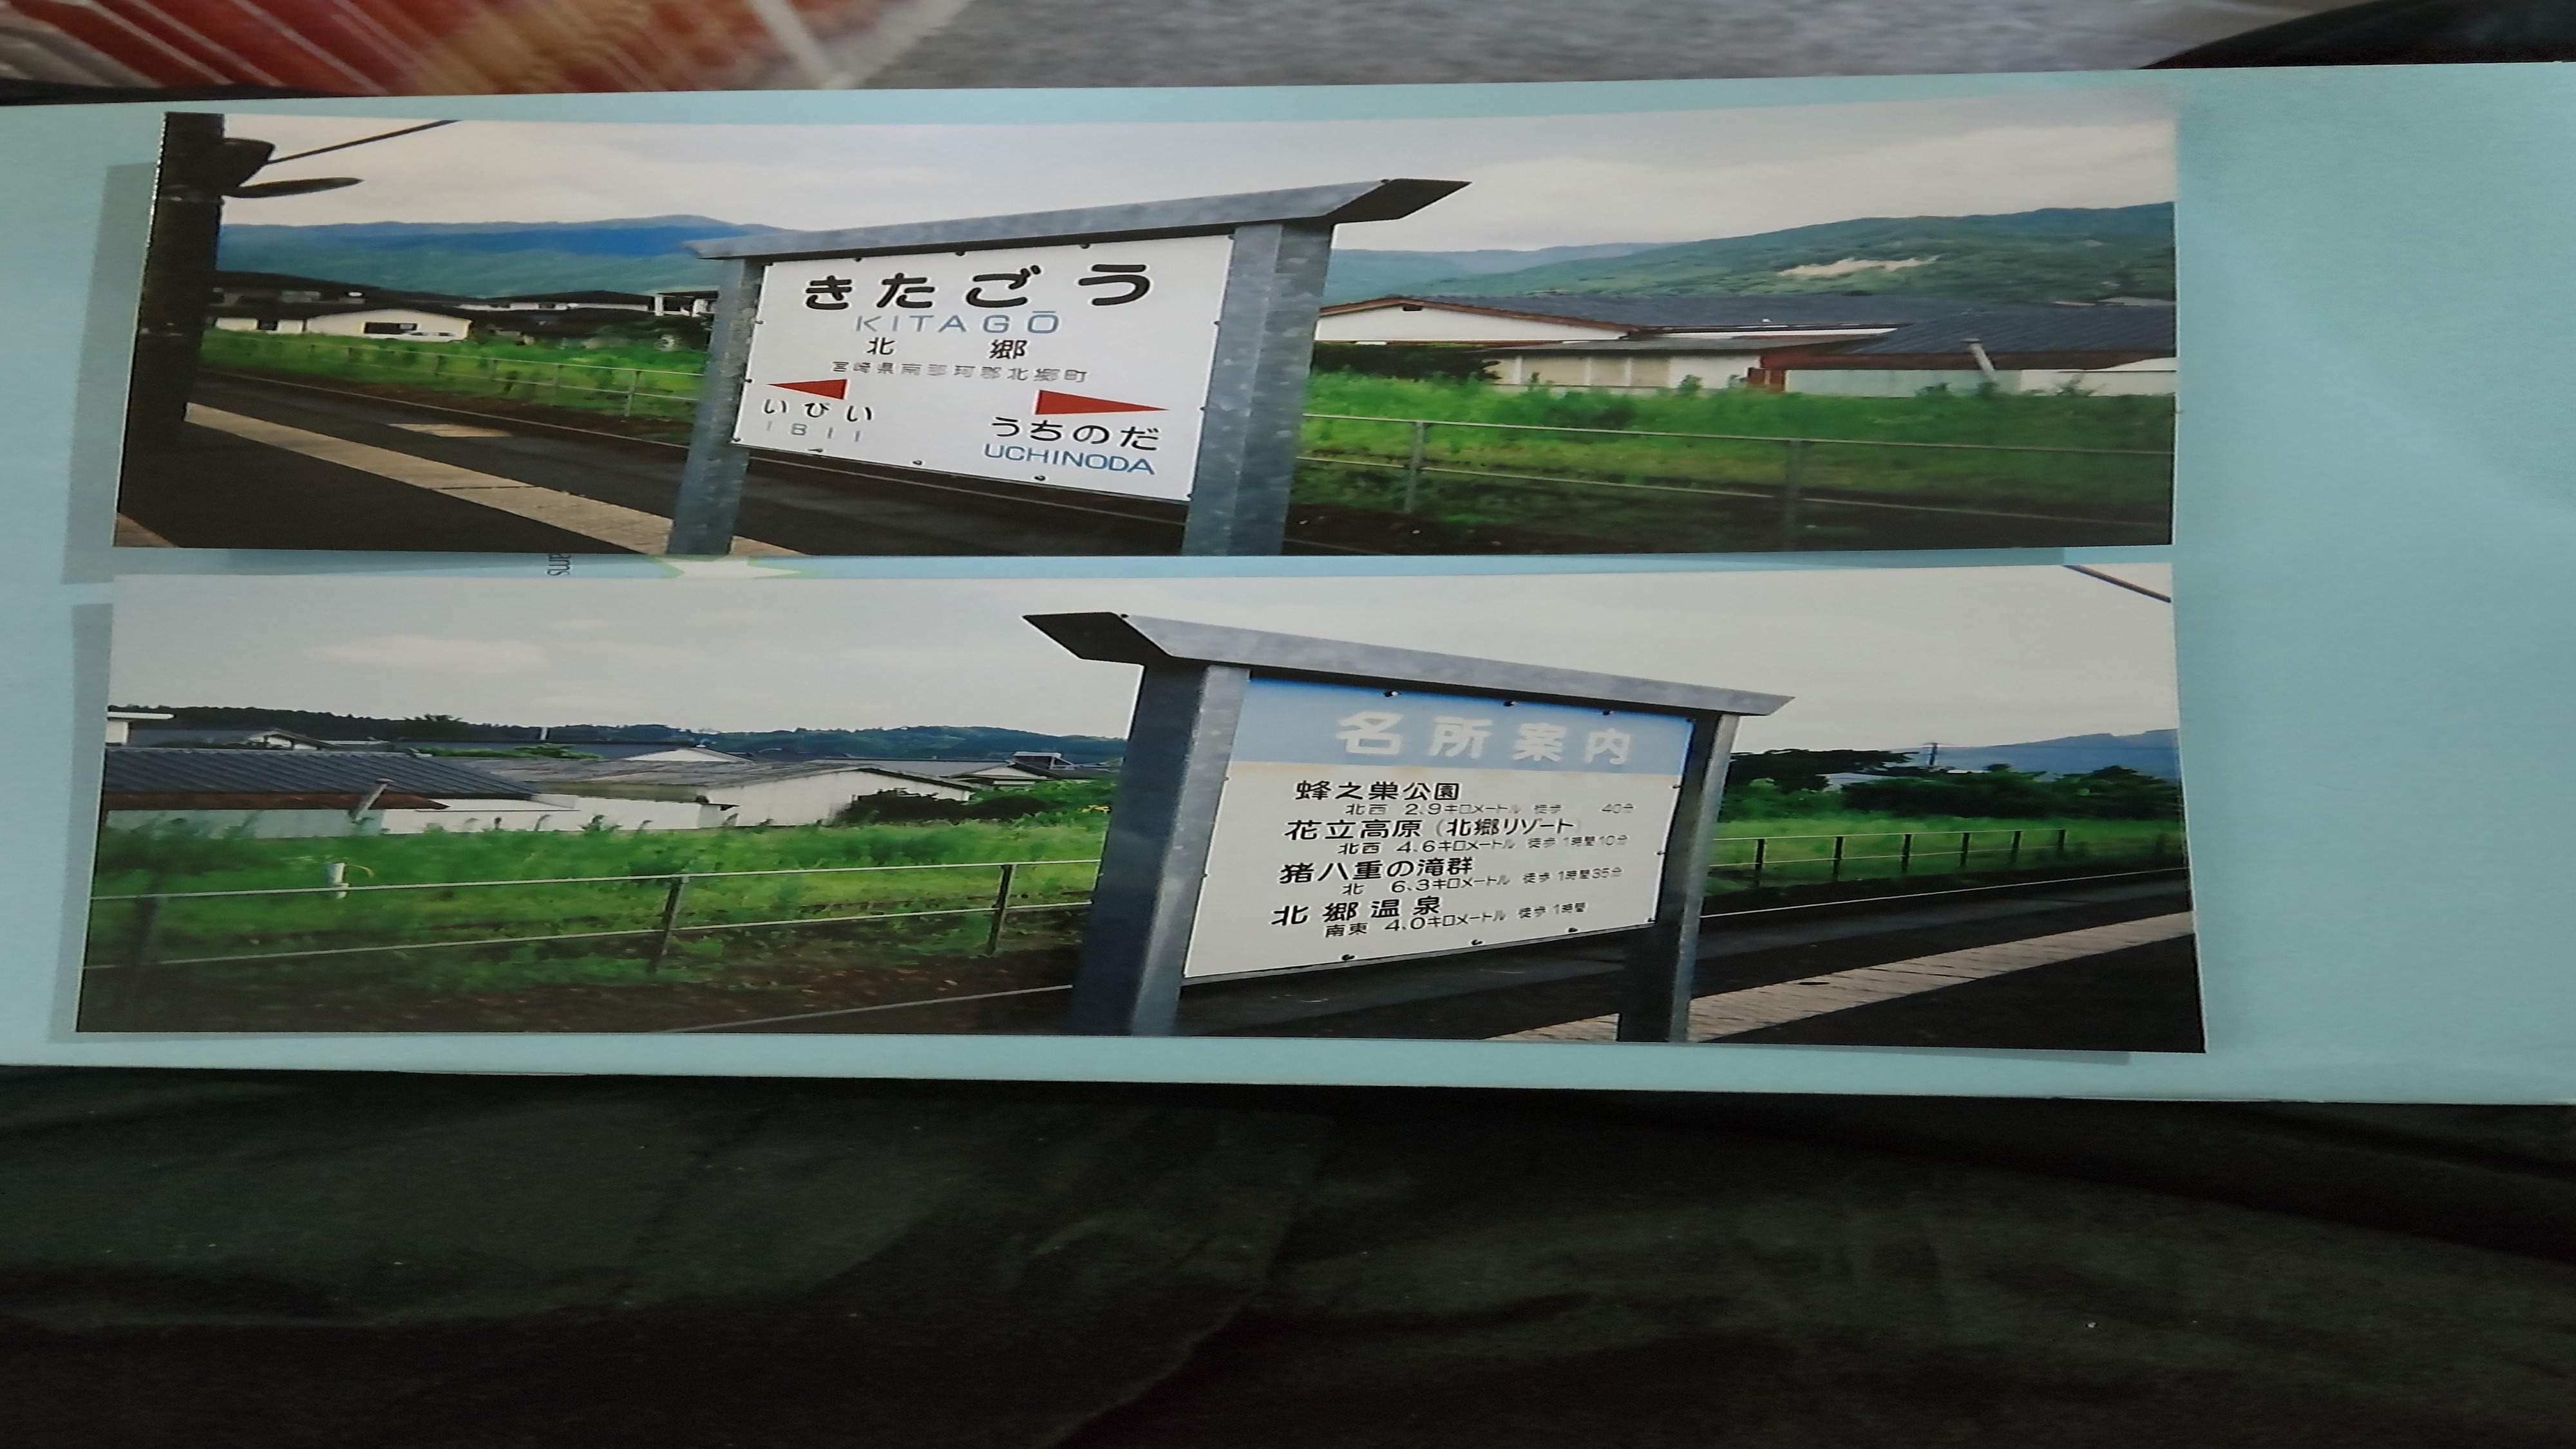 きたごう
KITAGŌ
北 郷
宮崎県南那珂郡北郷町
いびい うちのだ
IBII UCHINODA
名所案内
蜂之巣公園
北西 2.9キロメートル 徒歩 40分
花立高原(北郷リゾート)
北西 4.6キロメートル 徒歩1時間10分
猪八重の滝群
北 6.3キロメートル 徒歩1時間35分
北郷温泉
南東 4.0キロメートル 徒歩1時間